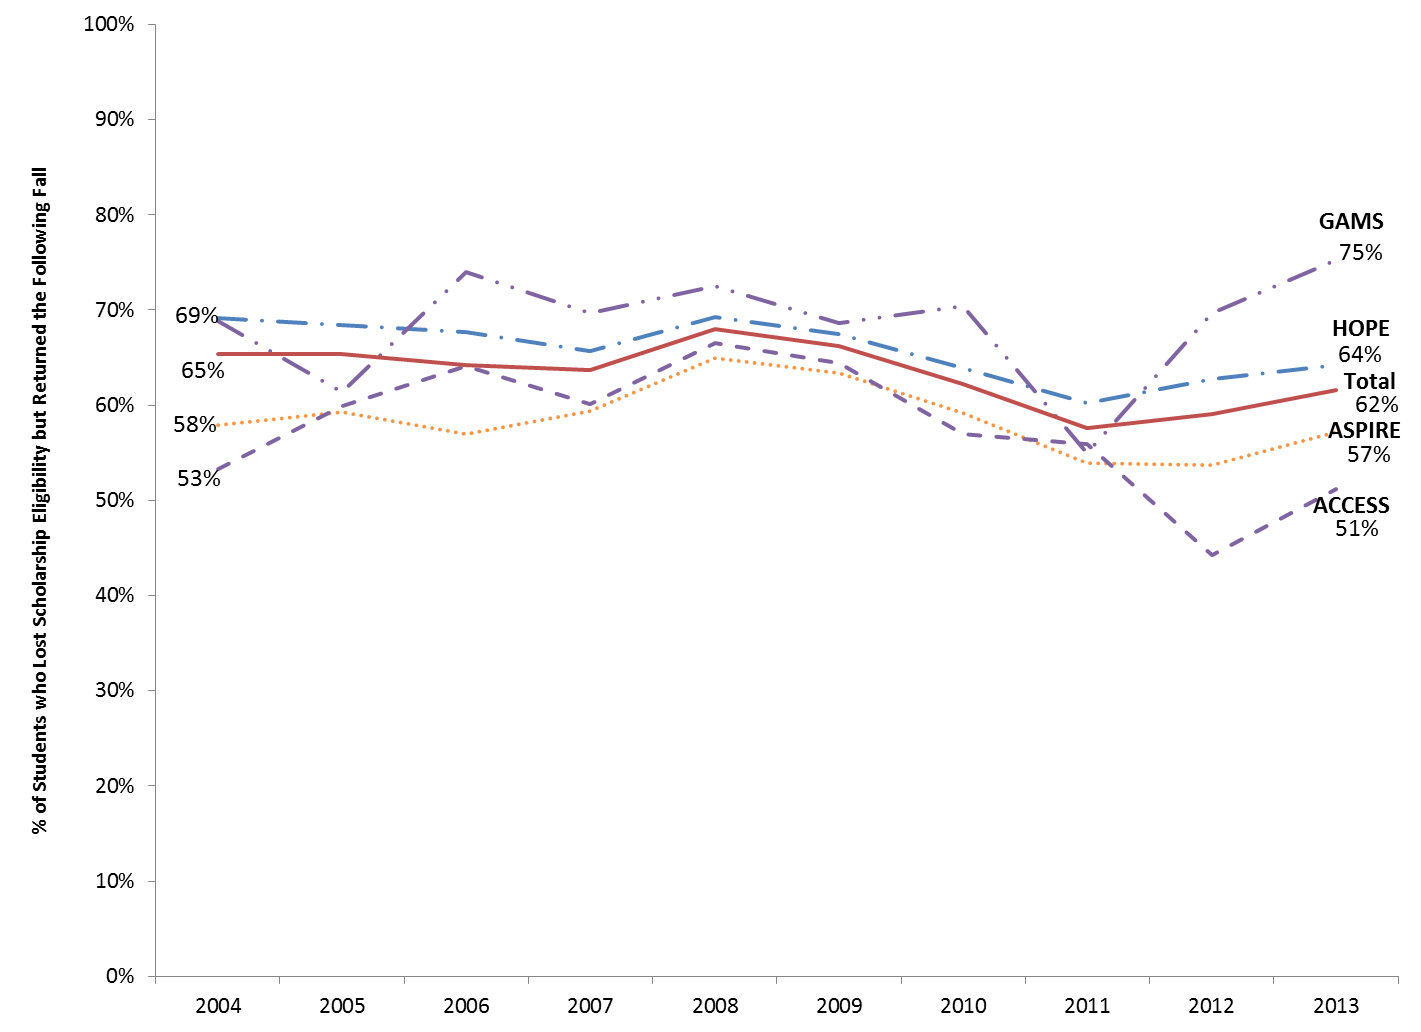 % of Students who Lost Scholarship Eligibility but Returned the Following Fall
100%
90%
80%
70%
60%
50%
40%
30%
20%
10%
0%
69%
65%
58%
53%
GAMS
75%
HOPE
64%
Total
62%
ASPIRE
57%
ACCESS
51%
2004 2005 2006 2007 2008 2009 2010 2011 2012 2013